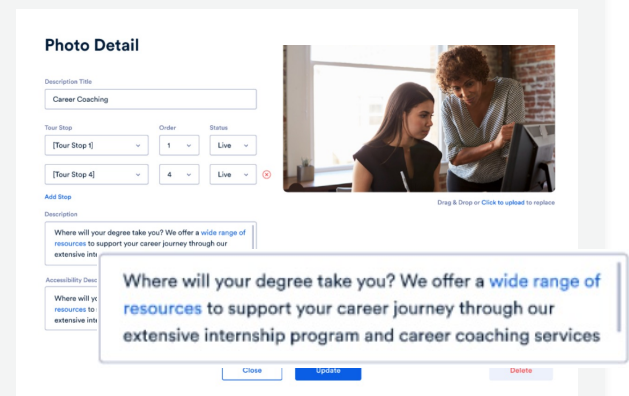 Photo Detail
Description Title
Career Coaching
Tour Stop Order Status
[Tour Stop 1] 1 Live
[Tour Stop 4] 4 Live
Add Stop
Drag & Drop or Click to upload to replace
Description
Where will your degree take you? We offer a wide range of
resources to support your career journey through our
extensive
Accessibility
Where will
resources to
extensive
Where will your degree take you? We offer a wide range of
resources to support your career journey through our
extensive internship program and career coaching services
Close Update Delete